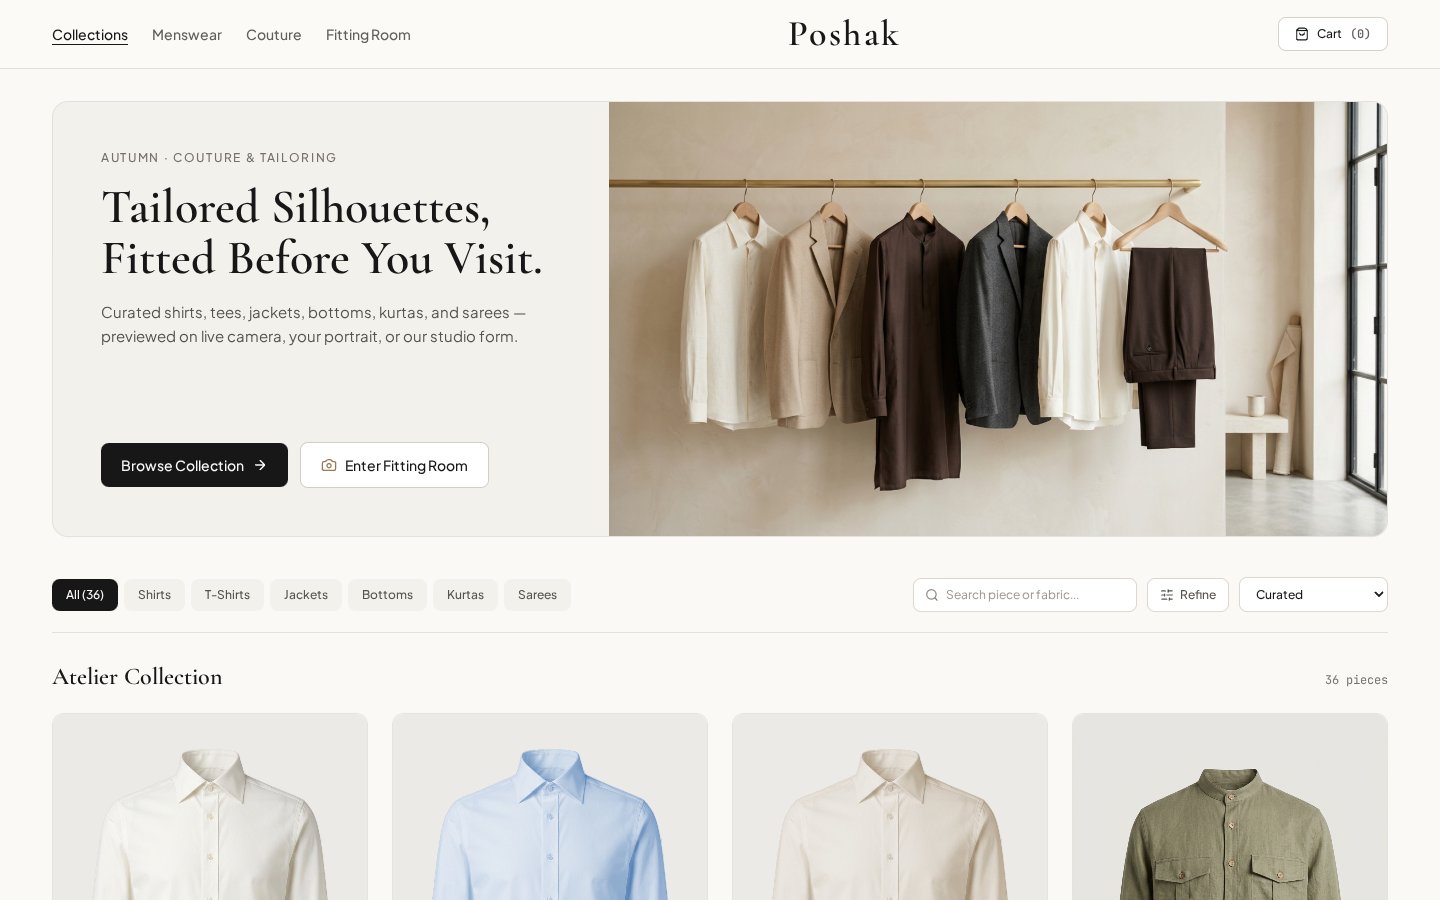 Collections Menswear Couture Fitting Room Poshak Cart (0)
AUTUMN · COUTURE & TAILORING
Tailored Silhouettes,
Fitted Before You Visit.
Curated shirts, tees, jackets, bottoms, kurtas, and sarees —
previewed on live camera, your portrait, or our studio form.
Browse Collection → Enter Fitting Room
All (36) Shirts T-Shirts Jackets Bottoms Kurtas Sarees Search piece or fabric... Refine Curated
Atelier Collection 36 pieces